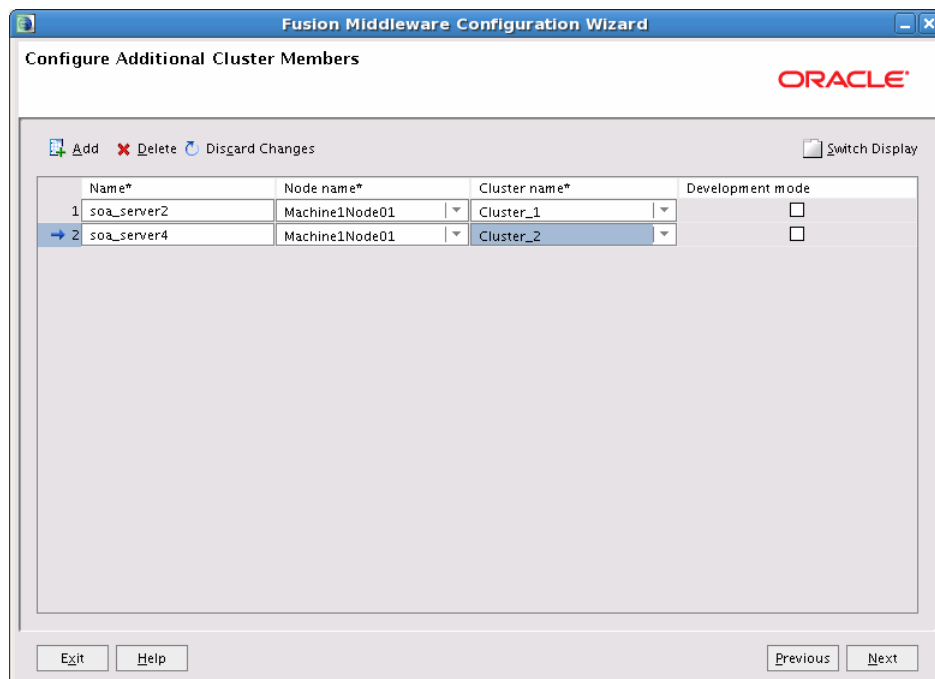 Fusion Middleware Configuration Wizard
Configure Additional Cluster Members
ORACLE
Add Delete Discard Changes Switch Display
Name* Node name* Cluster name* Development mode
1 soa_server2 Machine1Node01 Cluster_1
2 soa_server4 Machine1Node01 Cluster_2
Exit Help Previous Next